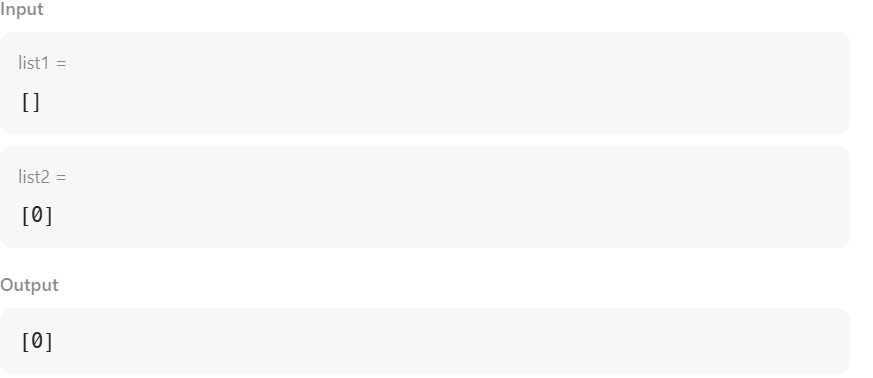 Input
list1 =
[]
list2 =
[0]
Output
[0]